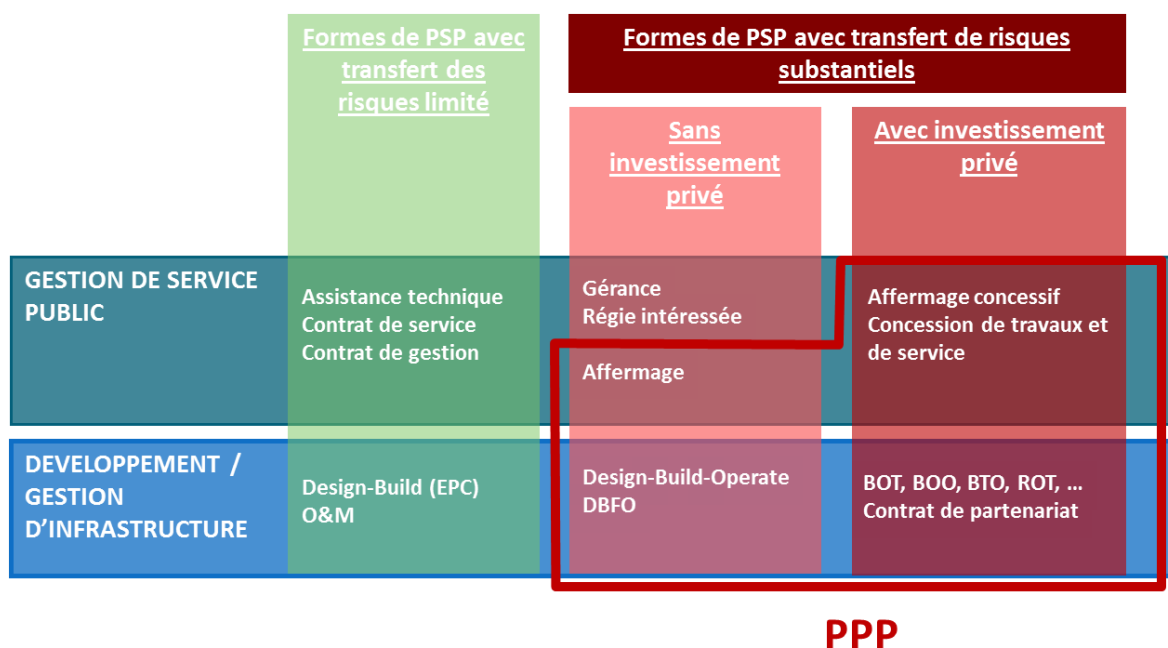 Formes de PSP avec
transfert des
risques limité
Formes de PSP avec transfert de risques
substantiels
Sans
investissement
privé
Avec investissement
privé
GESTION DE SERVICE
PUBLIC
Assistance technique
Contrat de service
Contrat de gestion
Gérance
Régie intéressée
Affermage
Affermage concessif
Concession de travaux et
de service
DEVELOPPEMENT /
GESTION
D’INFRASTRUCTURE
Design-Build (EPC)
O&M
Design-Build-Operate
DBFO
BOT, BOO, BTO, ROT, ...
Contrat de partenariat
PPP